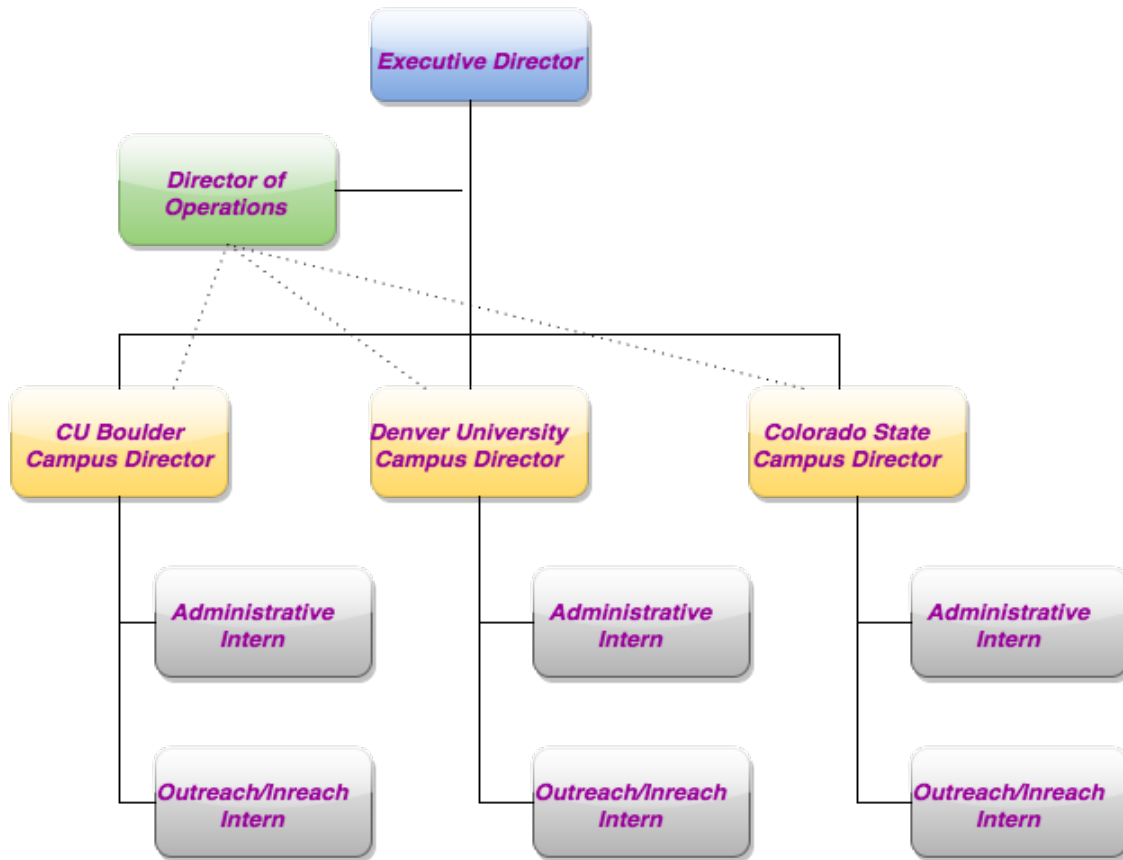 Executive Director
Director of
Operations
CU Boulder
Campus Director
Denver University
Campus Director
Colorado State
Campus Director
Administrative
Intern
Administrative
Intern
Administrative
Intern
Outreach/Inreach
Intern
Outreach/Inreach
Intern
Outreach/Inreach
Intern